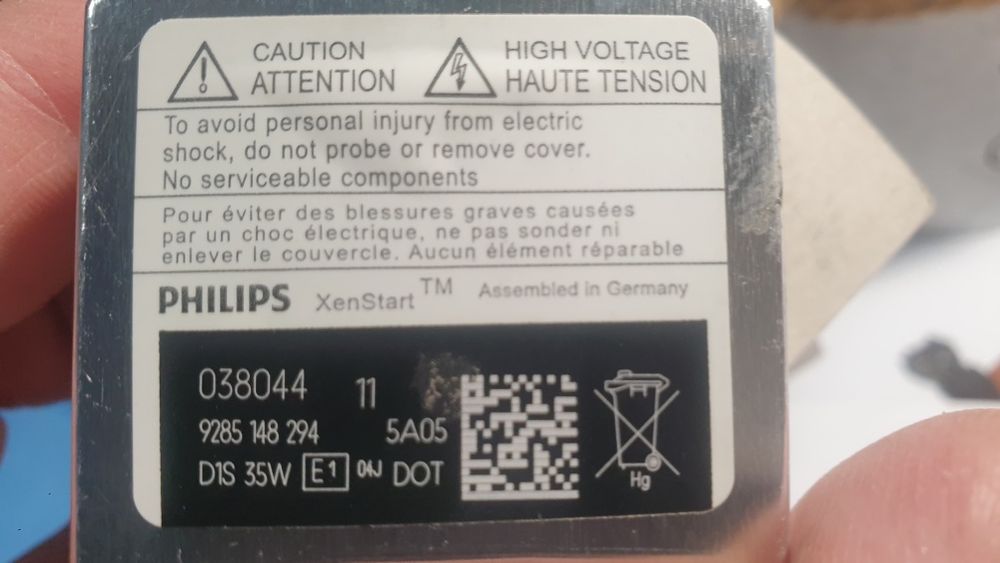 CAUTION
ATTENTION
HIGH VOLTAGE
HAUTE TENSION
To avoid personal injury from electric
shock, do not probe or remove cover.
No serviceable components
Pour éviter des blessures graves causées
par un choc électrique, ne pas sonder ni
enlever le couvercle. Aucun élément réparable
PHILIPS XenStart™ Assembled in Germany
038044 11
9285 148 294 5A05
D1S 35W E1 04J DOT
Hg